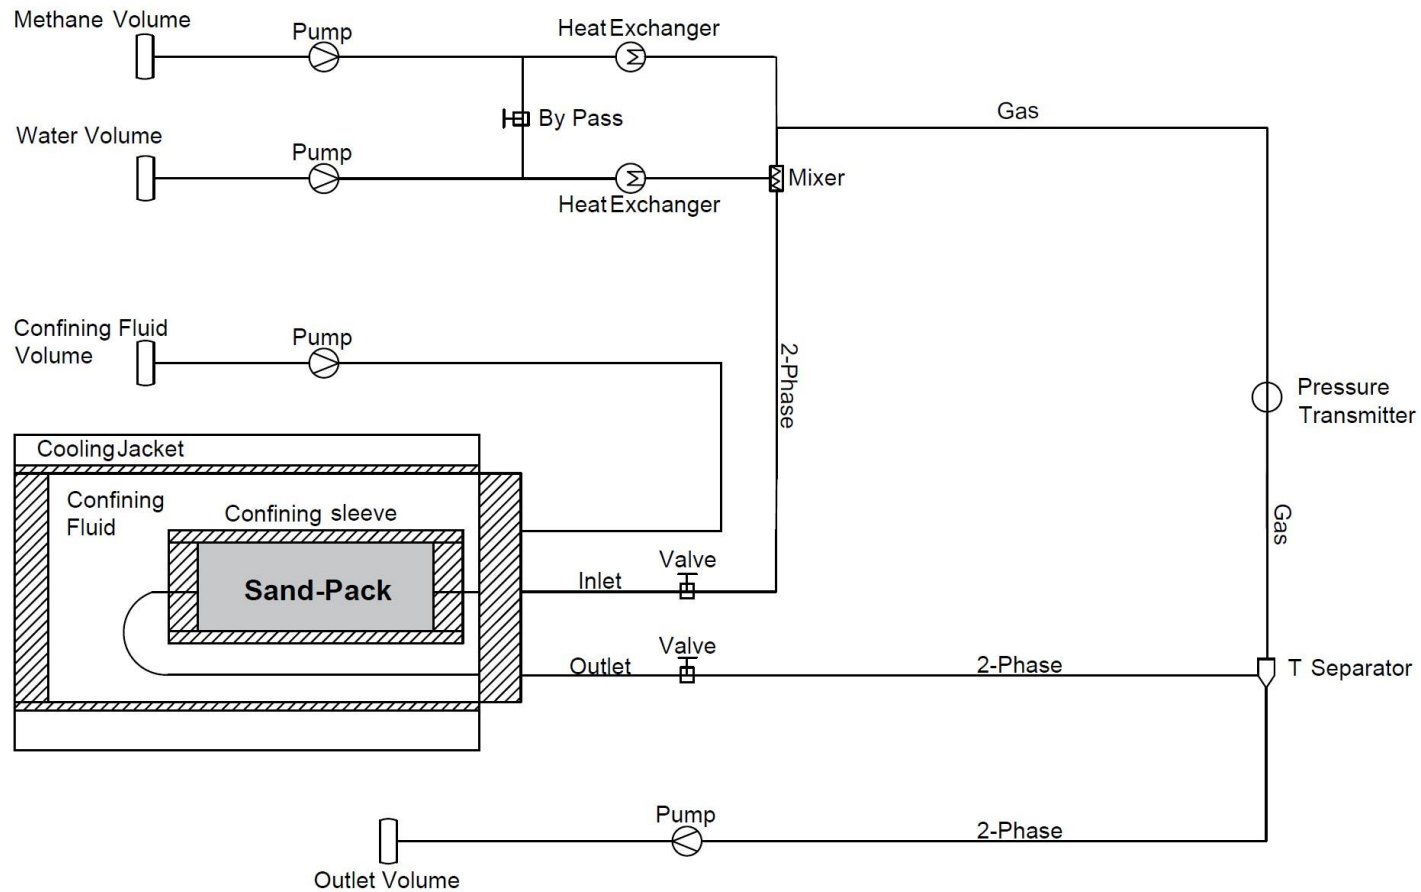 Methane Volume
Pump
Heat Exchanger
Gas
By Pass
Water Volume
Pump
Mixer
Heat Exchanger
Confining Fluid
Volume
Pump
2-Phase
Pressure
Transmitter
Cooling Jacket
Confining
Fluid
Confining sleeve
Gas
Valve
Inlet
Sand-Pack
Valve
Outlet
2-Phase
T Separator
Pump
2-Phase
Outlet Volume